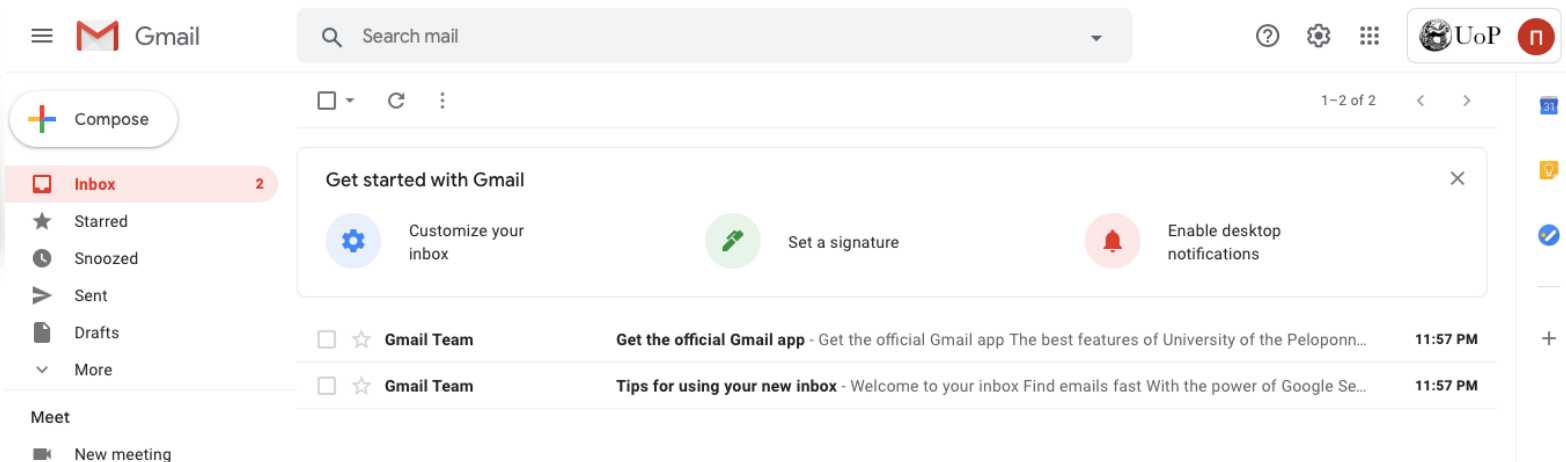 Gmail
Search mail
UoP
П
Compose
1–2 of 2
31
Inbox 2
Starred
Snoozed
Sent
Drafts
More
Meet
New meeting
Get started with Gmail
Customize your
inbox
Set a signature
Enable desktop
notifications
Gmail Team Get the official Gmail app - Get the official Gmail app The best features of University of the Peloponn... 11:57 PM
Gmail Team Tips for using your new inbox - Welcome to your inbox Find emails fast With the power of Google Se... 11:57 PM